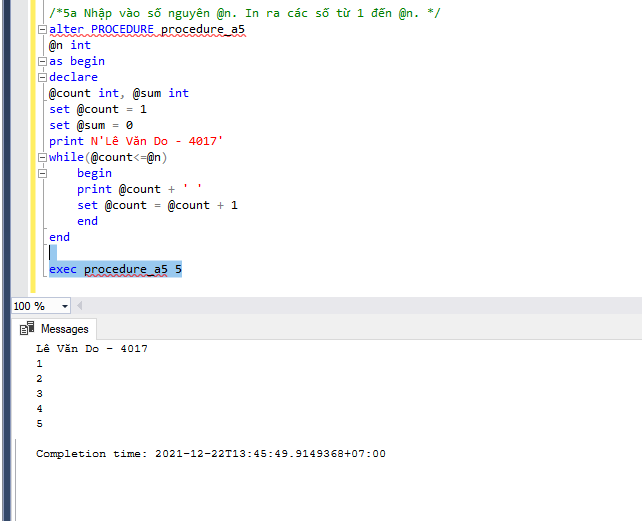 /*5a Nhập vào số nguyên @n. In ra các số từ 1 đến @n. */
alter PROCEDURE procedure_a5
@n int
as begin
declare
@count int, @sum int
set @count = 1
set @sum = 0
print N'Lê Văn Do - 4017'
while(@count<=@n)
begin
print @count + ' '
set @count = @count + 1
end
end
exec procedure_a5 5
100 %
Messages
Lê Văn Do - 4017
1
2
3
4
5
Completion time: 2021-12-22T13:45:49.9149368+07:00